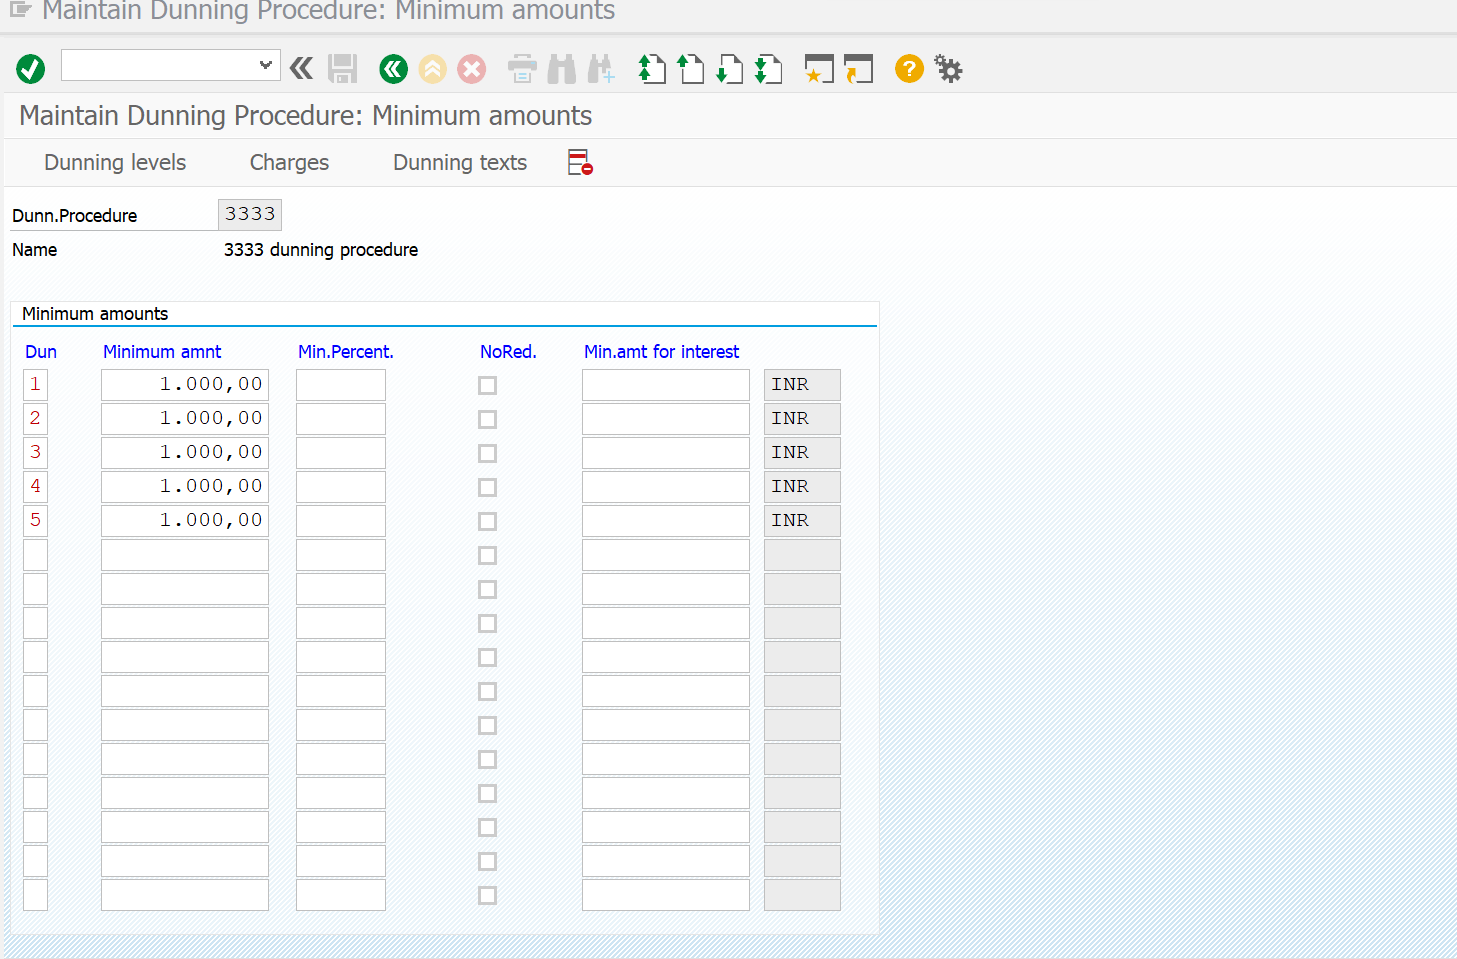 Maintain Dunning Procedure: Minimum amounts
Maintain Dunning Procedure: Minimum amounts
Dunning levels Charges Dunning texts
Dunn.Procedure 3333
Name 3333 dunning procedure
Minimum amounts
Dun Minimum amnt Min.Percent. NoRed. Min.amt for interest
1 1.000,00 INR
2 1.000,00 INR
3 1.000,00 INR
4 1.000,00 INR
5 1.000,00 INR